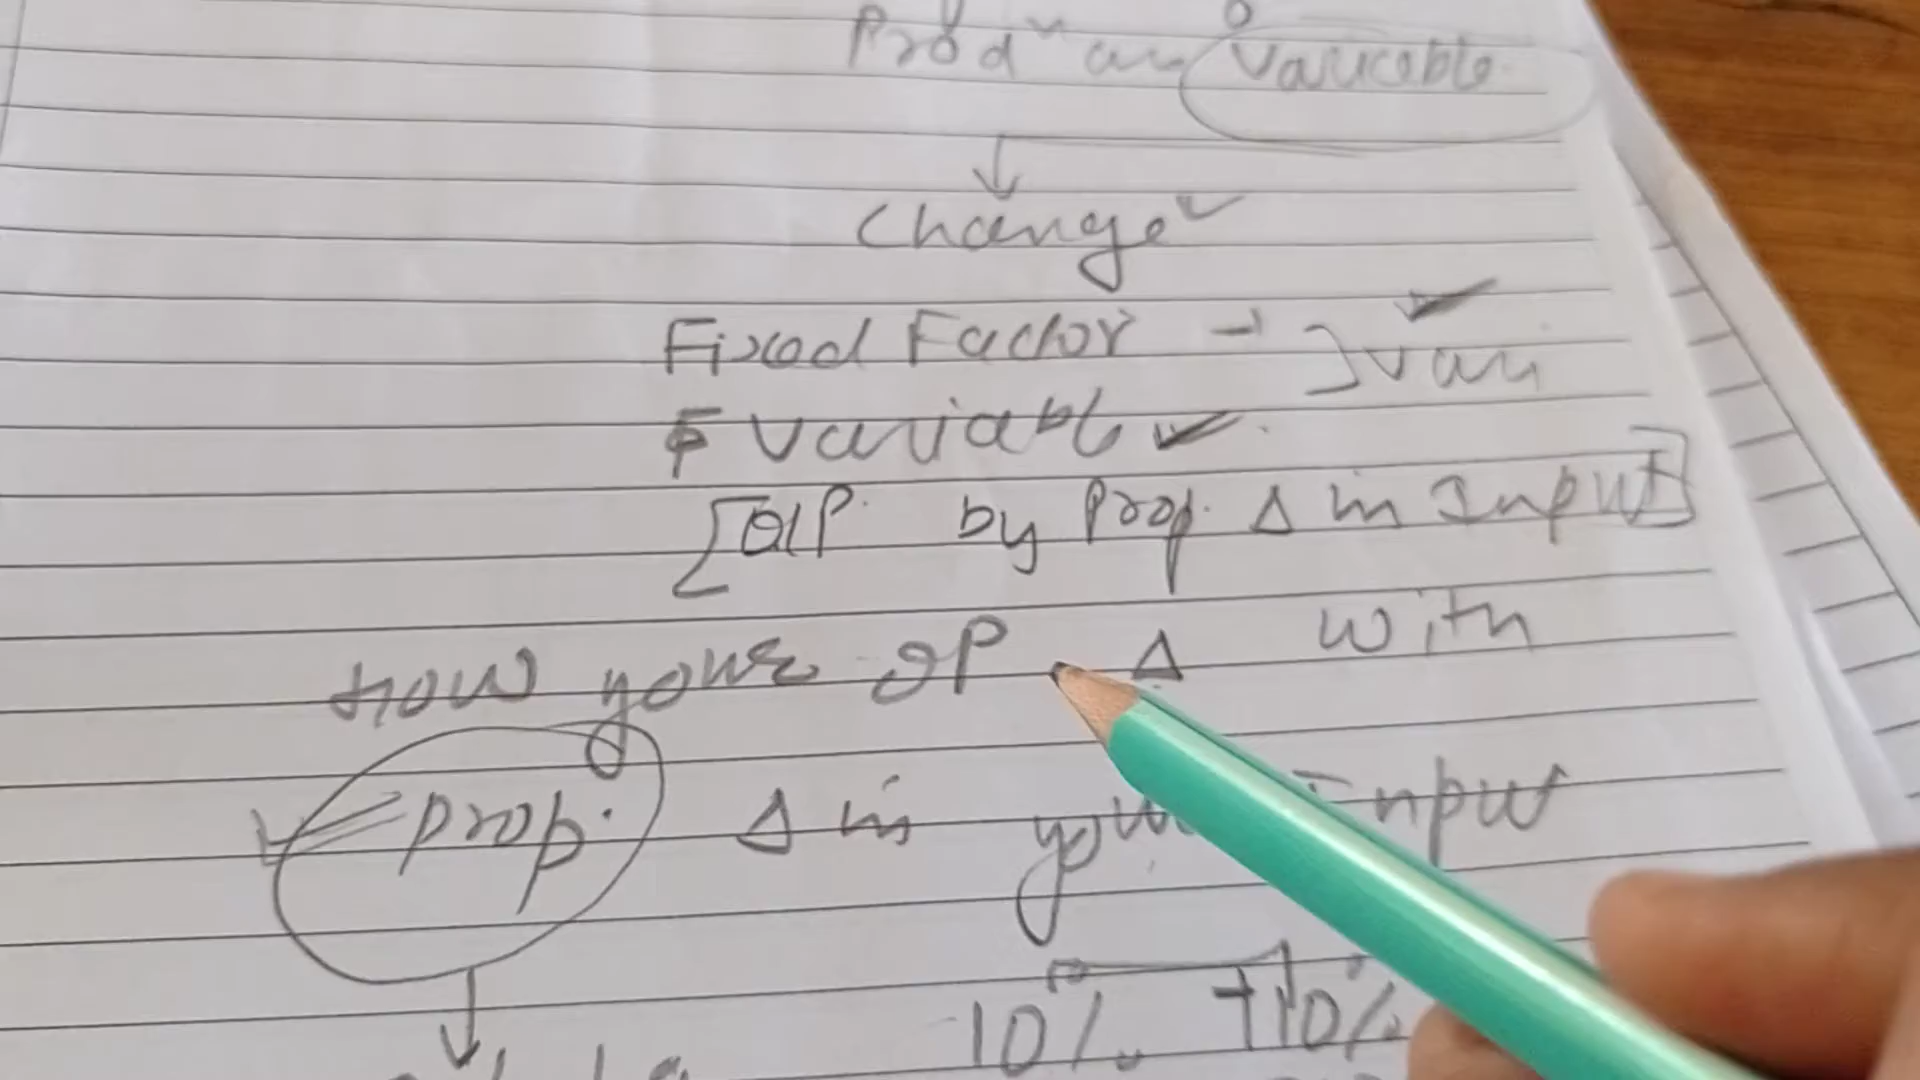 Prodn are variable
↓
Change
Fixed Factor → ] vari
F variable
[O/P by Prop. Δ in Input]
How your OP Δ with
prop. Δ in your Input
↓
10% +10%